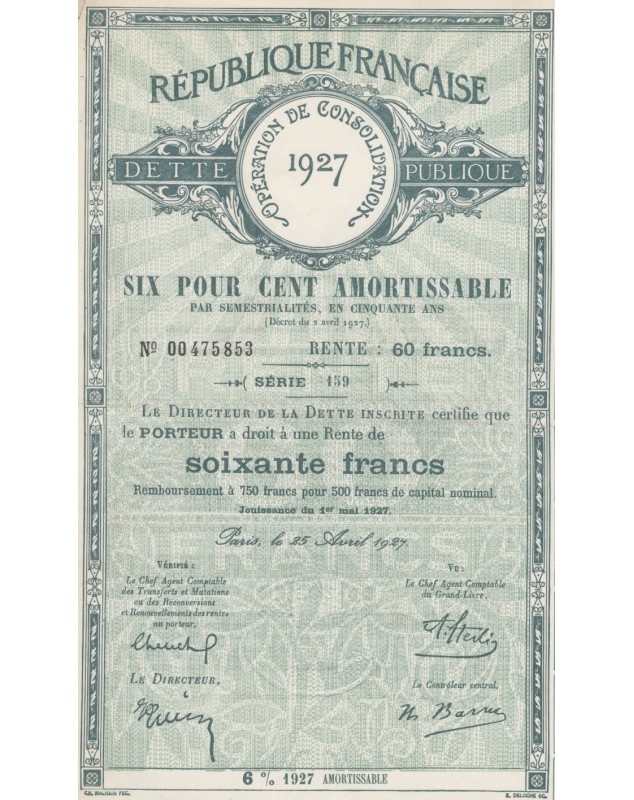 RÉPUBLIQUE FRANÇAISE
OPÉRATION DE CONSOLIDATION
1927
DETTE PUBLIQUE
SIX POUR CENT AMORTISSABLE
PAR SEMESTRIALITÉS, EN CINQUANTE ANS
(Décret du 2 avril 1927.)
Nº 00475853 RENTE : 60 francs.
SÉRIE 159
LE DIRECTEUR DE LA DETTE INSCRITE certifie que
le PORTEUR a droit à une Rente de
soixante francs
Remboursement à 750 francs pour 500 francs de capital nominal.
Jouissance du 1er mai 1927.
Paris, le 25 Avril 1927.
VÉRIFIÉ :
Le Chef Agent Comptable
des Transferts et Mutations
ou des Reconversions
et Renouvellements des rentes
au porteur,
VU :
Le Chef Agent Comptable
du Grand-Livre,
LE DIRECTEUR,
Le Contrôleur central,
6 % 1927 AMORTISSABLE
CH. WALHAIN FEC.
E. DELOCHE SC.